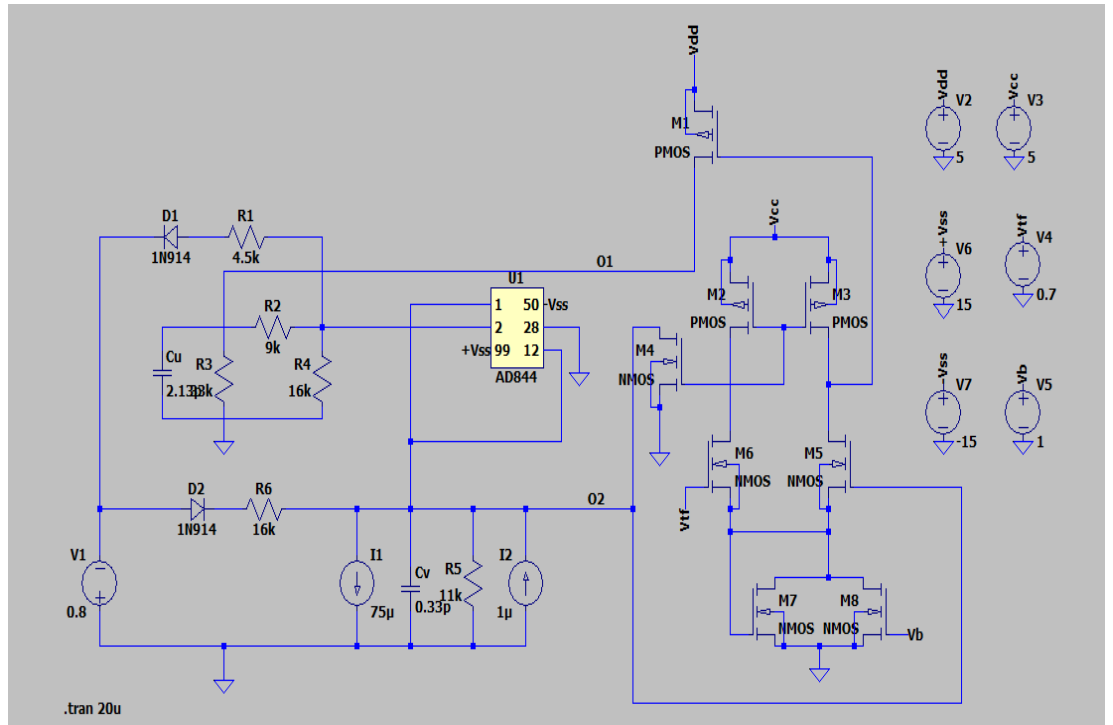 Vdd
M1
PMOS
Vdd
V2
5
Vcc
V3
5
D1
1N914
R1
4.5k
Vcc
+Vss
V6
15
Vtf
V4
0.7
O1
U1
M2
PMOS
M3
PMOS
R2
9k
1
2
+Vss 99
50 -Vss
28
12
AD844
M4
NMOS
Cu
2.13p
R3
33k
R4
16k
-Vss
V7
-15
Vb
V5
1
M6
NMOS
M5
NMOS
Vtf
D2
1N914
R6
16k
O2
V1
0.8
I1
75µ
Cv
0.33p
R5
11k
I2
1µ
M7
NMOS
M8
NMOS
Vb
.tran 20u